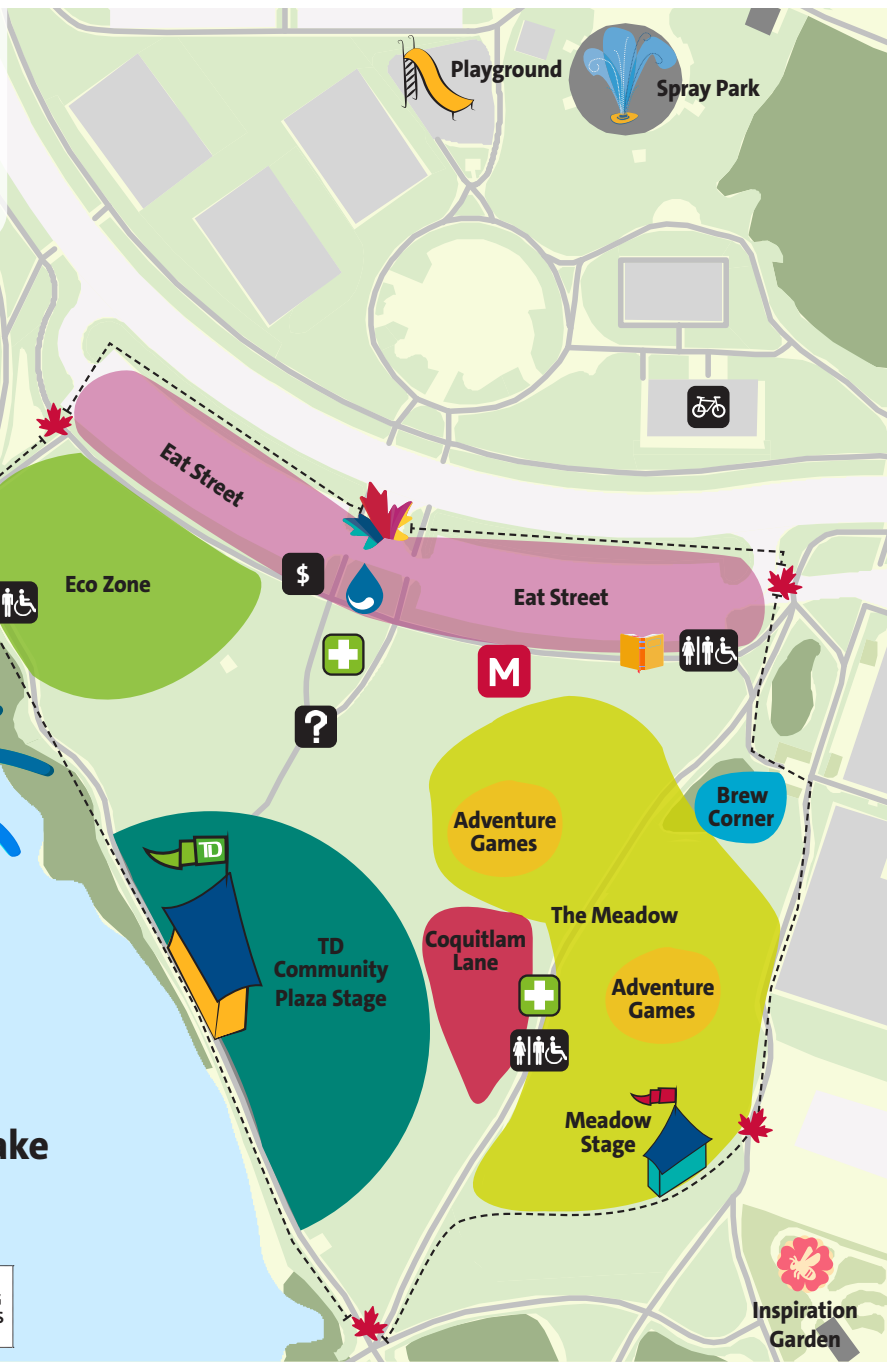 Playground
Spray Park
Eat Street
Eco Zone
$
Eat Street
M
?
Brew
Corner
Adventure
Games
TD
The Meadow
Coquitlam
Lane
TD
Community
Plaza Stage
Adventure
Games
Meadow
Stage
ake
Inspiration
Garden